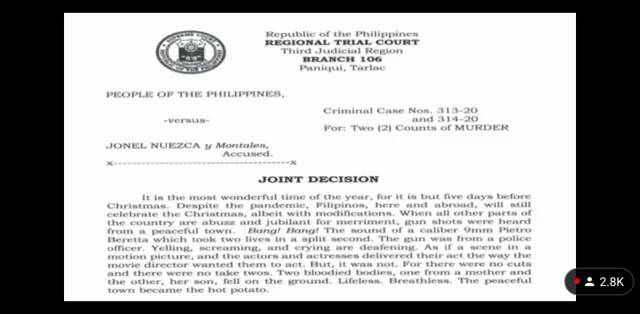 Republic of the Philippines
REGIONAL TRIAL COURT
Third Judicial Region
BRANCH 106
Paniqui, Tarlac
PEOPLE OF THE PHILIPPINES,
-versus-
Criminal Case Nos. 313-20
and 314-20
For: Two (2) Counts of MURDER
JONEL NUEZCA y Montales,
Accused.
x-----------------------------------------x
JOINT DECISION
It is the most wonderful time of the year, for it is but five days before
Christmas. Despite the pandemic, Filipinos, here and abroad, will still
celebrate the Christmas, albeit with modifications. When all other parts of
the country are abuzz and jubilant for merriment, gun shots were heard
from a peaceful town. Bang! Bang! The sound of a caliber 9mm Pietro
Beretta which took two lives in a split second. The gun was from a police
officer. Yelling, screaming, and crying are deafening. As if a scene in a
motion picture, and the actors and actresses delivered their act the way the
movie director wanted them to act. But, it was not. For there were no cuts
and there were no take twos. Two bloodied bodies, one from a mother and
the other, her son, fell on the ground. Lifeless. Breathless. The peaceful
town became the hot potato.
2.8K